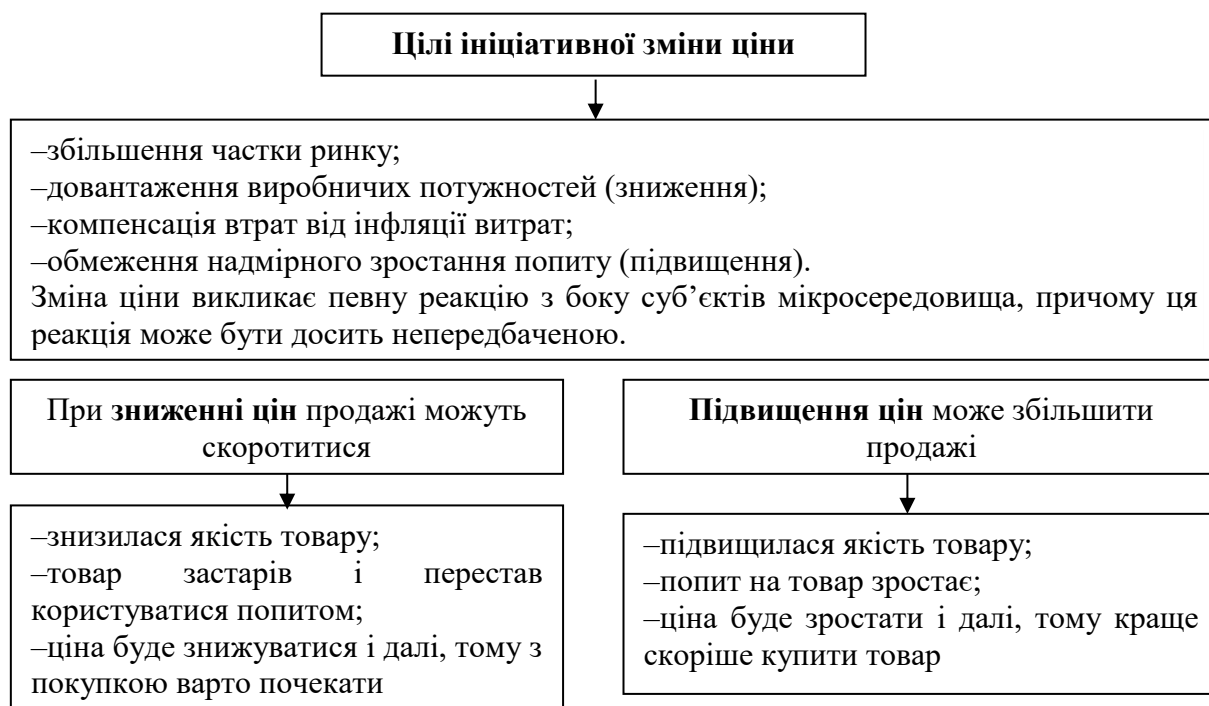 Цілі ініціативної зміни ціни
–збільшення частки ринку;
–довантаження виробничих потужностей (зниження);
–компенсація втрат від інфляції витрат;
–обмеження надмірного зростання попиту (підвищення).
Зміна ціни викликає певну реакцію з боку суб’єктів мікросередовища, причому ця
реакція може бути досить непередбаченою.
При зниженні цін продажі можуть
скоротитися
–знизилася якість товару;
–товар застарів і перестав
користуватися попитом;
–ціна буде знижуватися і далі, тому з
покупкою варто почекати
Підвищення цін може збільшити
продажі
–підвищилася якість товару;
–попит на товар зростає;
–ціна буде зростати і далі, тому краще
скоріше купити товар